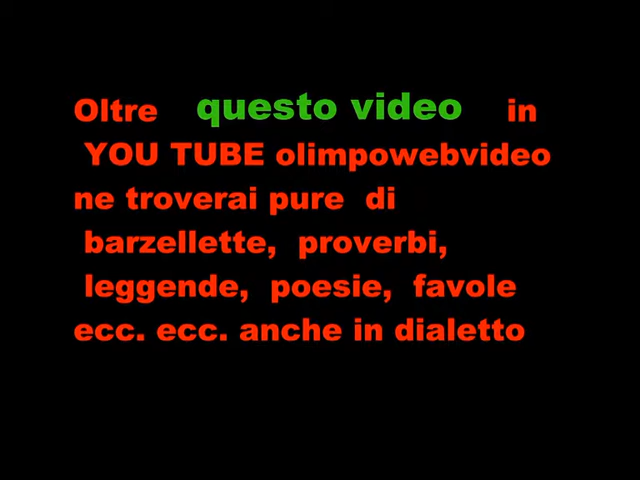 Oltre questo video in
YOU TUBE olimpowebvideo
ne troverai pure di
barzellette, proverbi,
leggende, poesie, favole
ecc. ecc. anche in dialetto